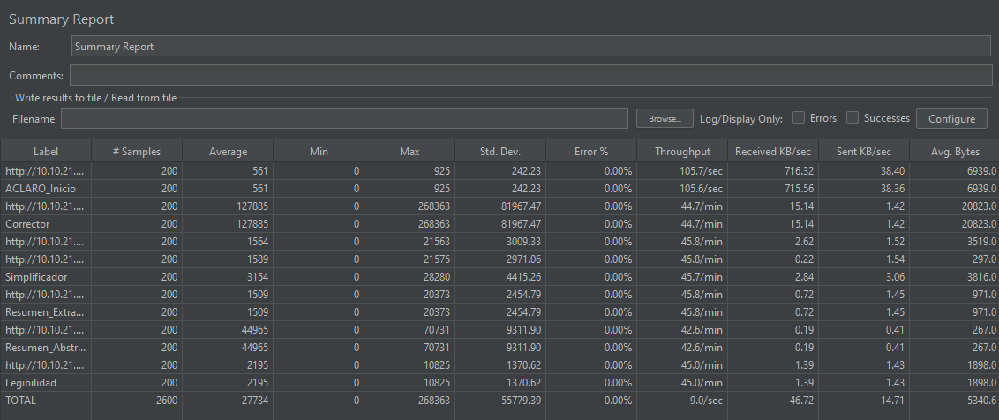 Summary Report
Name: Summary Report
Comments:
Write results to file / Read from file
Filename Browse... Log/Display Only: Errors Successes Configure
Label # Samples Average Min Max Std. Dev. Error % Throughput Received KB/sec Sent KB/sec Avg. Bytes
http://10.10.21.... 200 561 0 925 242.23 0.00% 105.7/sec 716.32 38.40 6939.0
ACLARO_Inicio 200 561 0 925 242.23 0.00% 105.6/sec 715.56 38.36 6939.0
http://10.10.21.... 200 127885 0 268363 81967.47 0.00% 44.7/min 15.14 1.42 20823.0
Corrector 200 127885 0 268363 81967.47 0.00% 44.7/min 15.14 1.42 20823.0
http://10.10.21.... 200 1564 0 21563 3009.33 0.00% 45.8/min 2.62 1.52 3519.0
http://10.10.21.... 200 1589 0 21575 2971.06 0.00% 45.8/min 0.22 1.54 297.0
Simplificador 200 3154 0 28280 4415.26 0.00% 45.7/min 2.84 3.06 3816.0
http://10.10.21.... 200 1509 0 20373 2454.79 0.00% 45.8/min 0.72 1.45 971.0
Resumen_Extra... 200 1509 0 20373 2454.79 0.00% 45.8/min 0.72 1.45 971.0
http://10.10.21.... 200 44965 0 70731 9311.90 0.00% 42.6/min 0.19 0.41 267.0
Resumen_Abstr... 200 44965 0 70731 9311.90 0.00% 42.6/min 0.19 0.41 267.0
http://10.10.21.... 200 2195 0 10825 1370.62 0.00% 45.0/min 1.39 1.43 1898.0
Legibilidad 200 2195 0 10825 1370.62 0.00% 45.0/min 1.39 1.43 1898.0
TOTAL 2600 27734 0 268363 55779.39 0.00% 9.0/sec 46.72 14.71 5340.6